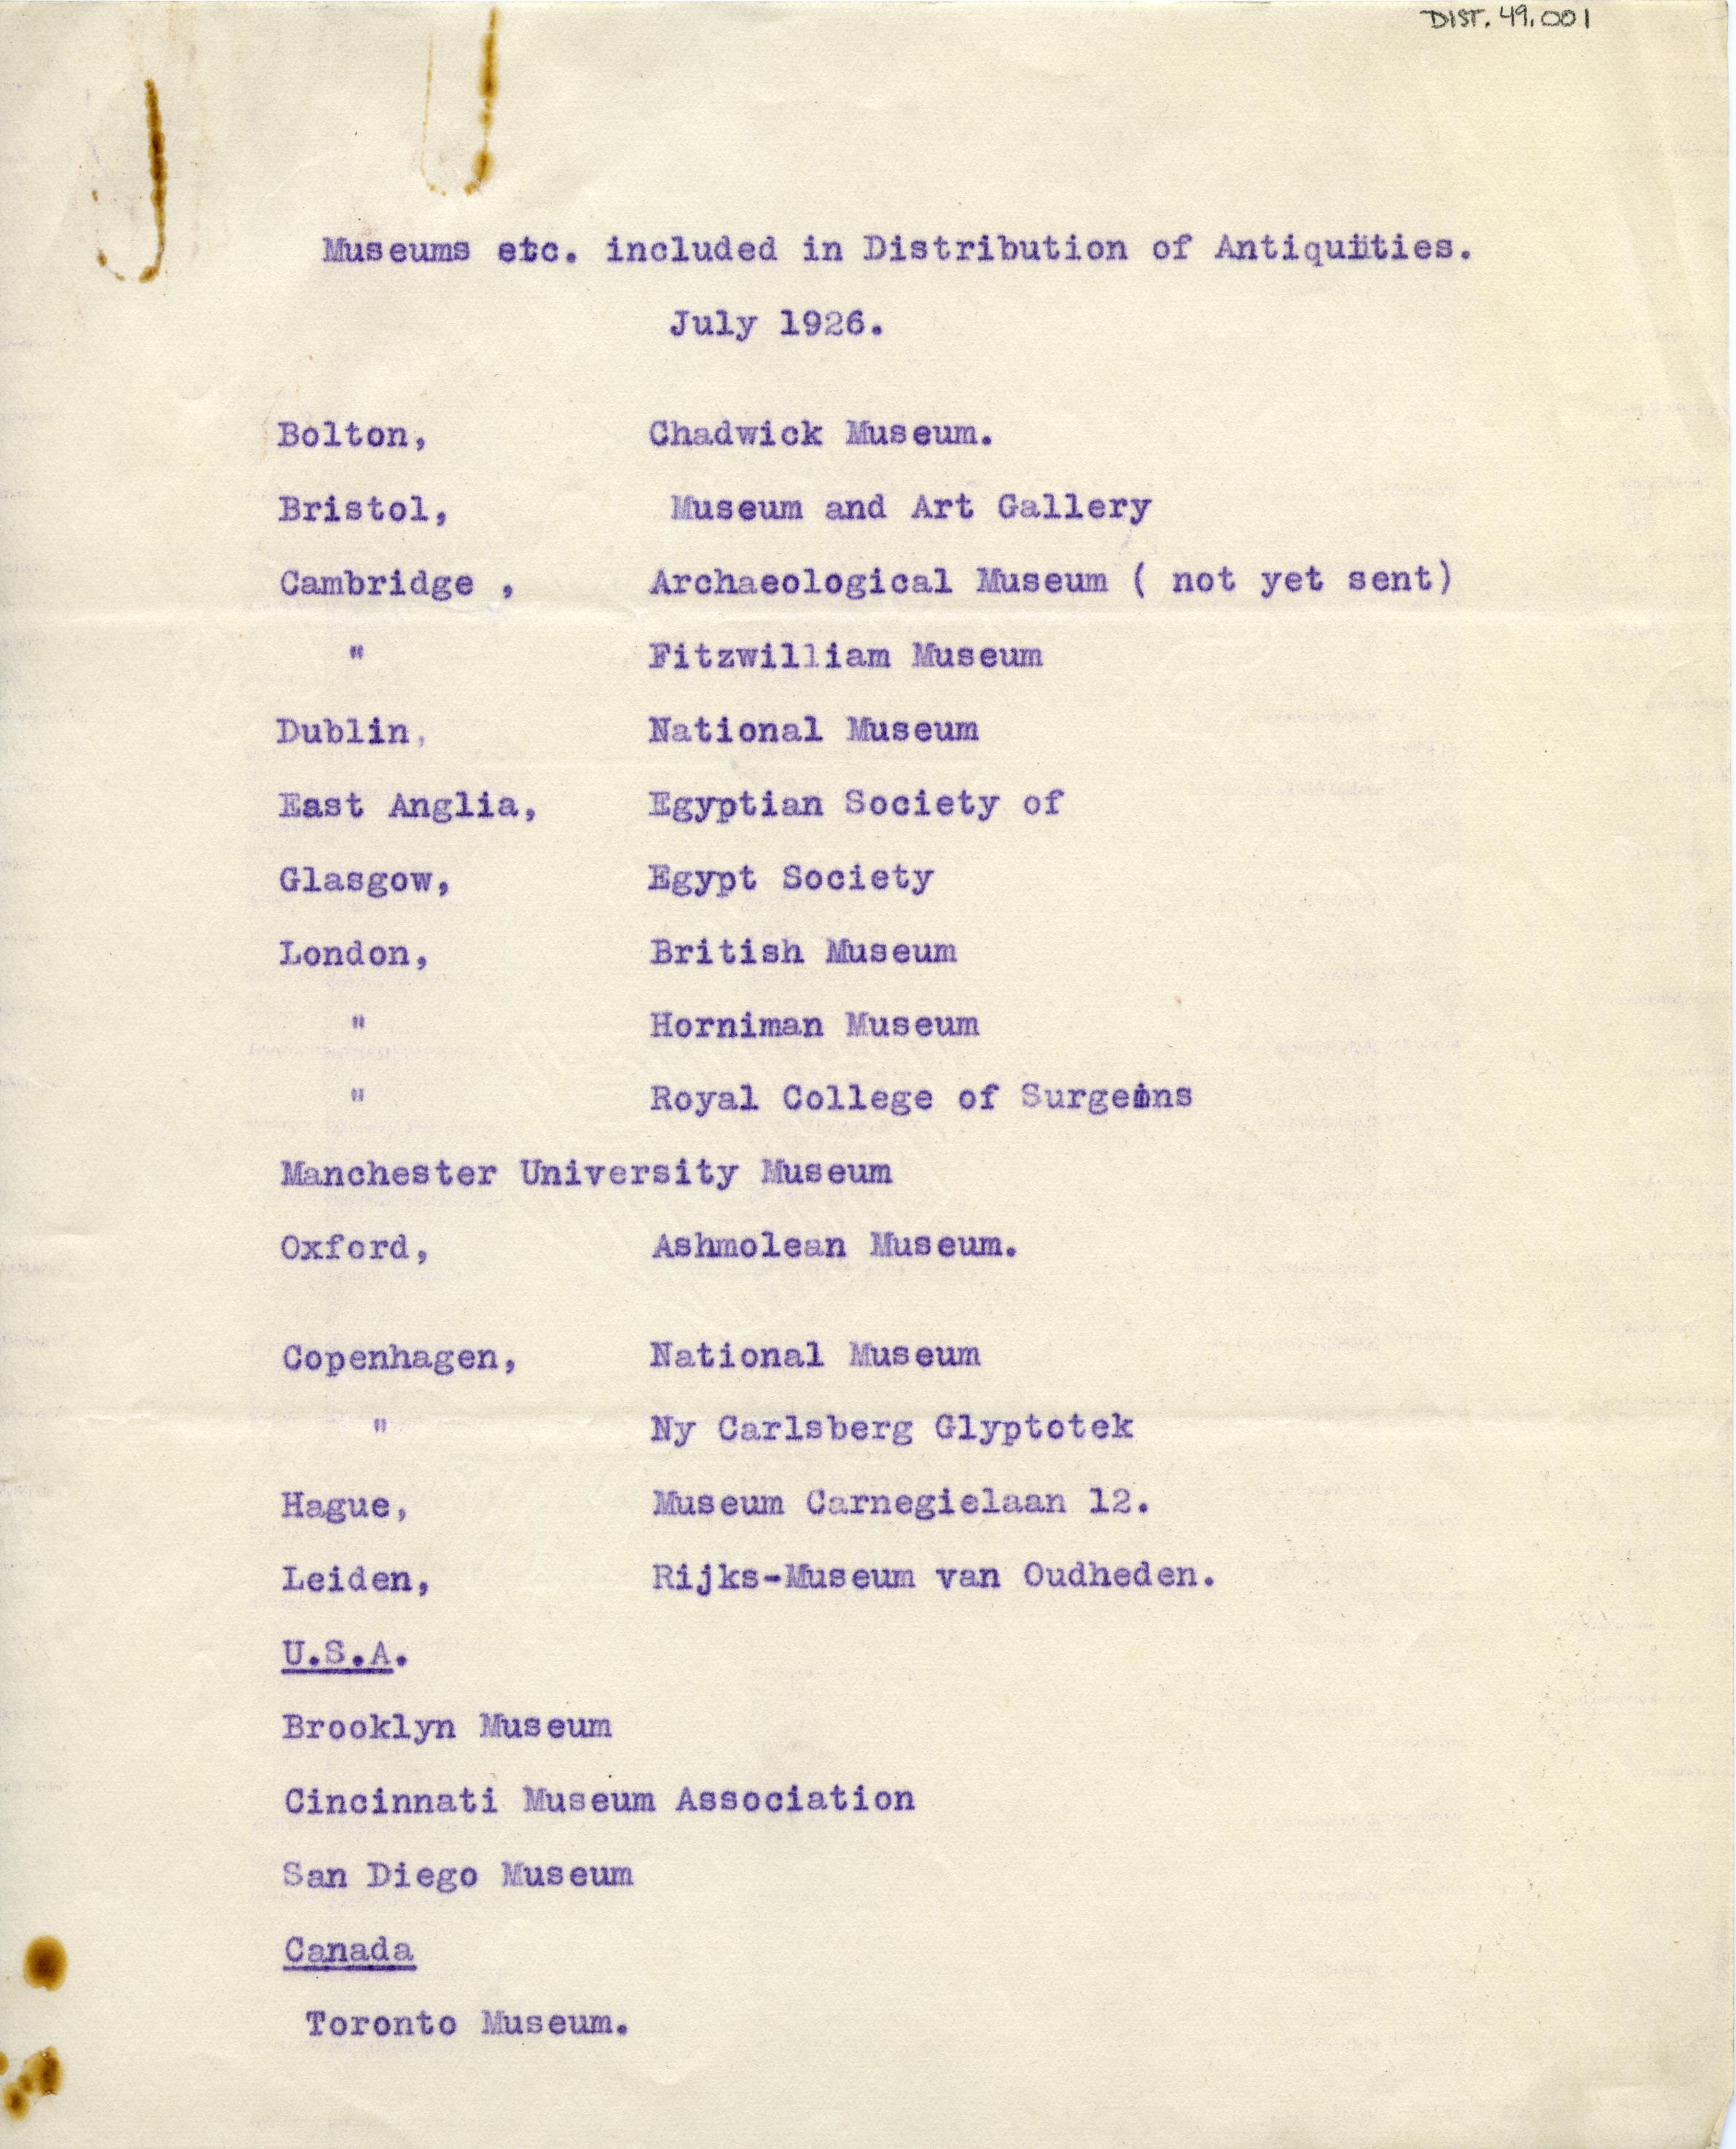 DIST. 49.001
Museums etc. included in Distribution of Antiquities.
July 1926.
Bolton, Chadwick Museum.
Bristol, Museum and Art Gallery
Cambridge , Archaeological Museum ( not yet sent)
" Fitzwilliam Museum
Dublin, National Museum
East Anglia, Egyptian Society of
Glasgow, Egypt Society
London, British Museum
" Horniman Museum
" Royal College of Surgeons
Manchester University Museum
Oxford, Ashmolean Museum.
Copenhagen, National Museum
" Ny Carlsberg Glyptotek
Hague, Museum Carnegielaan 12.
Leiden, Rijks-Museum van Oudheden.
U.S.A.
Brooklyn Museum
Cincinnati Museum Association
San Diego Museum
Canada
Toronto Museum.